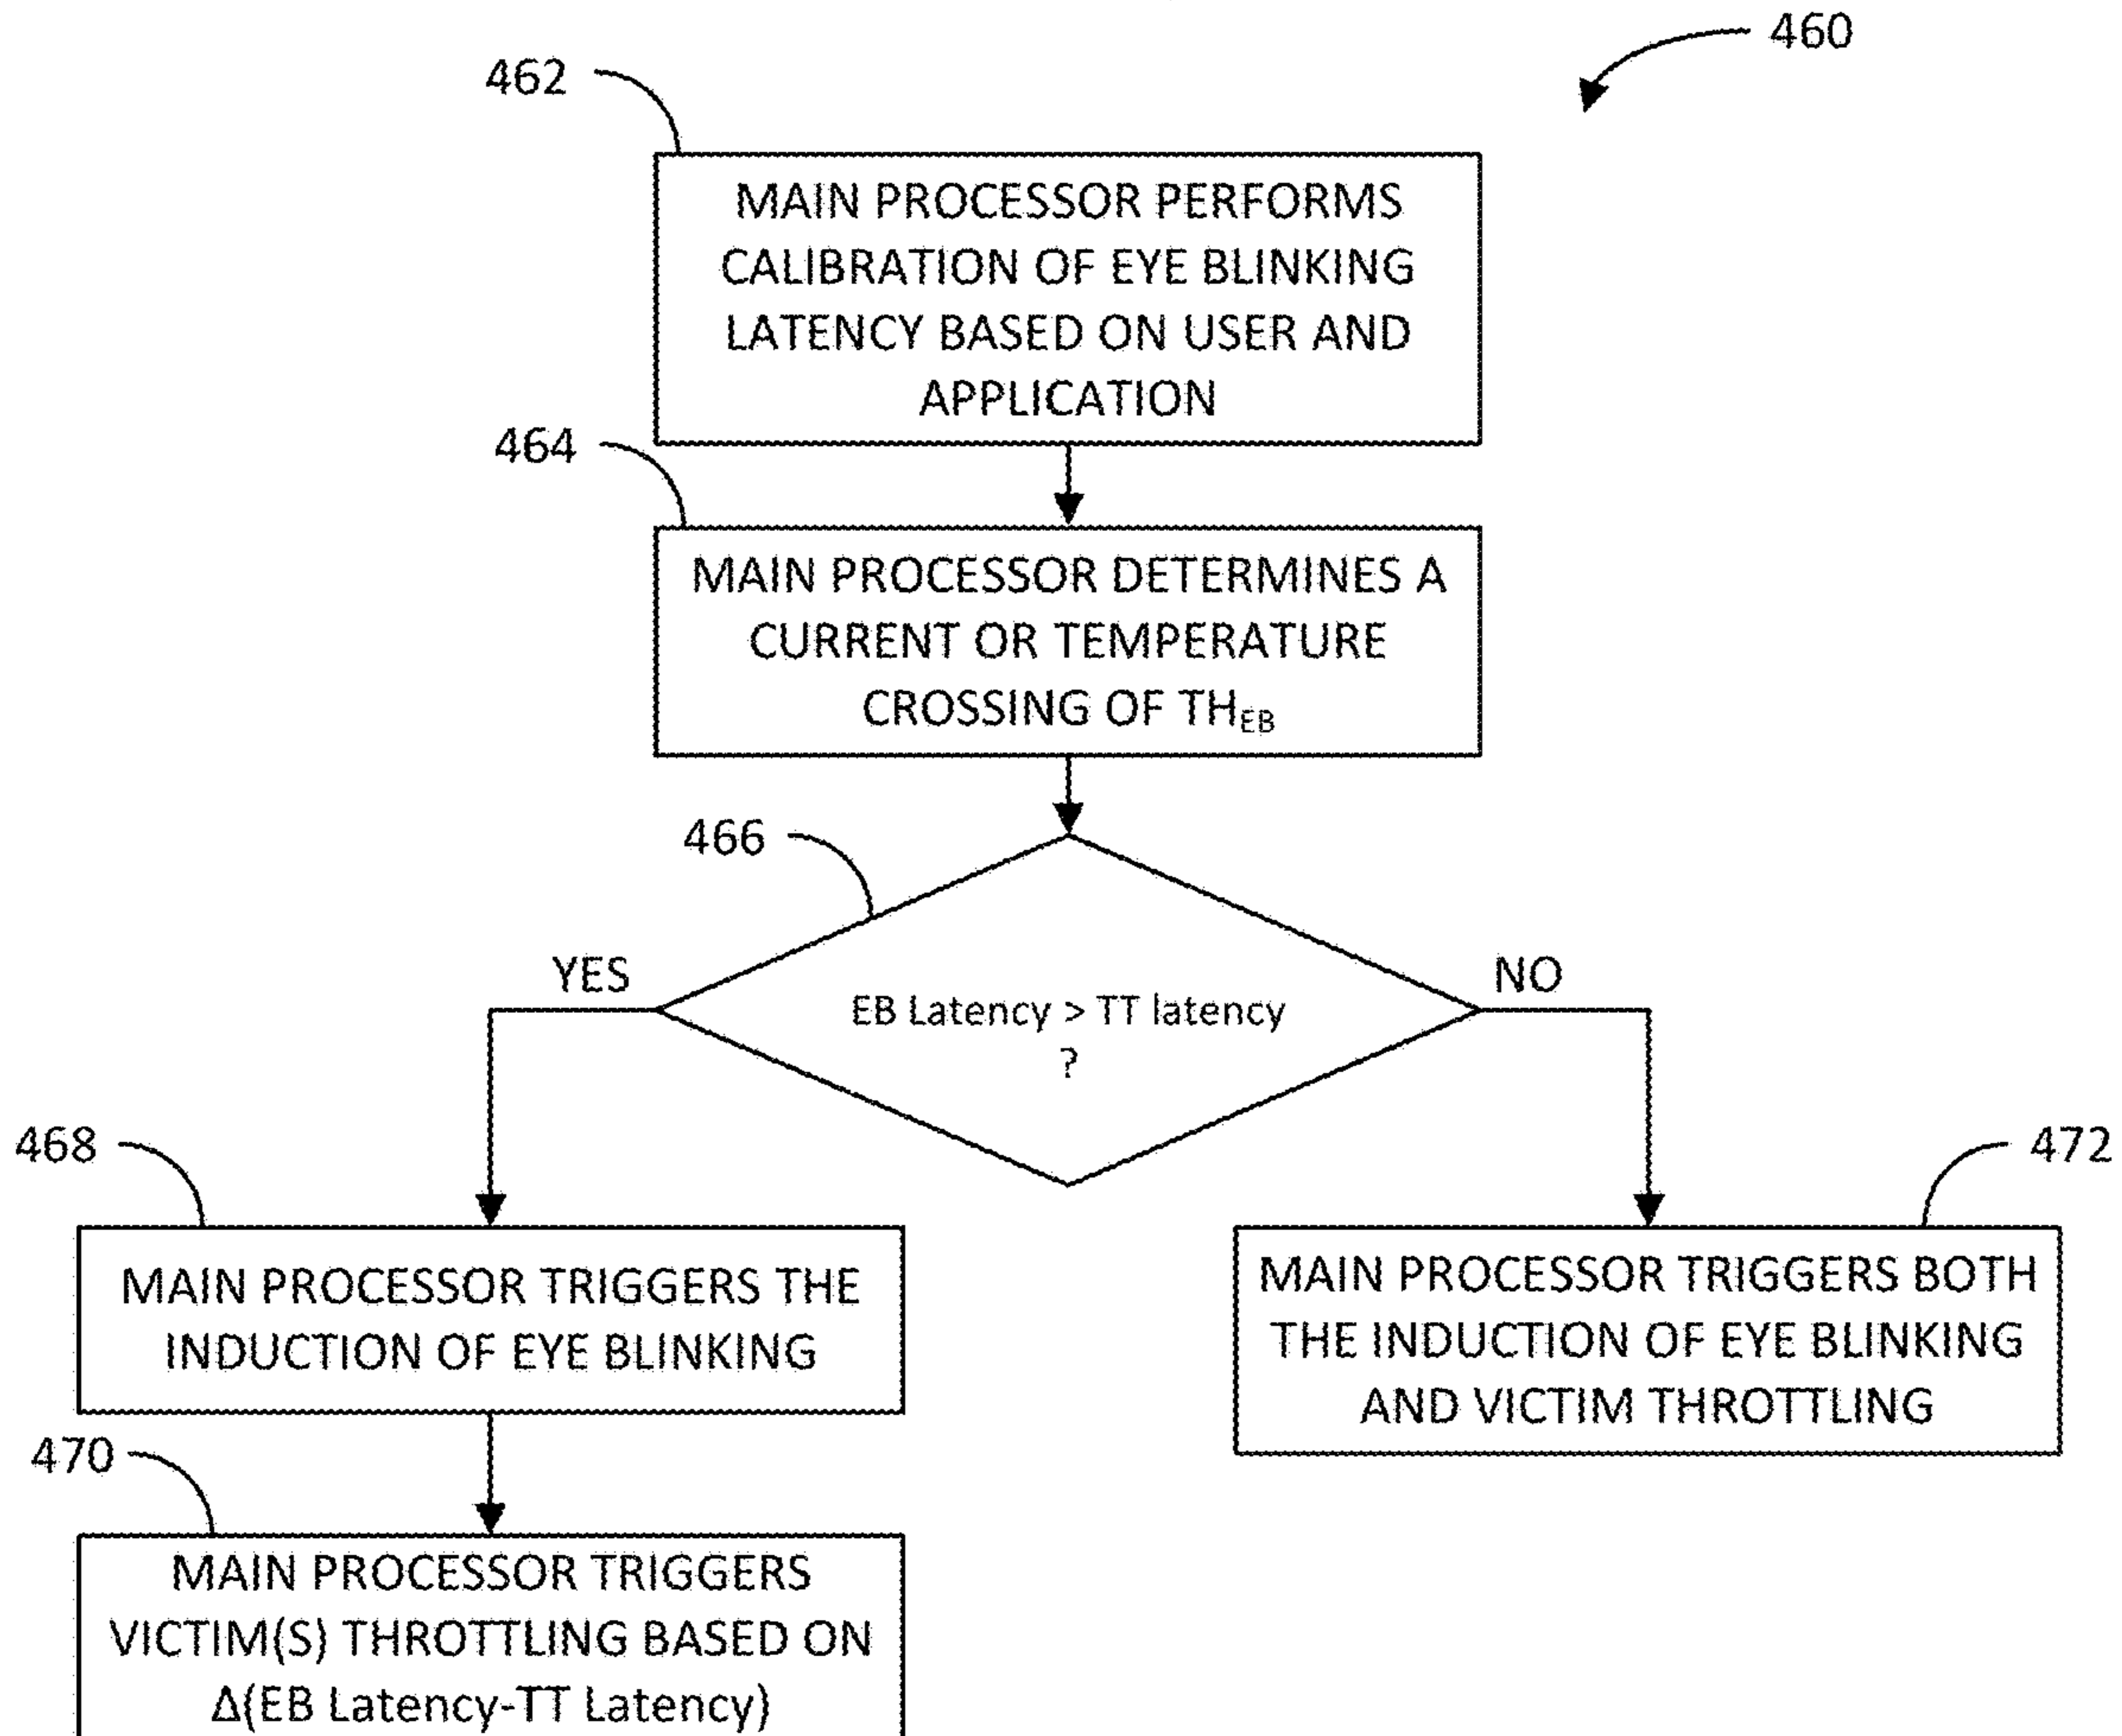 460
462
MAIN PROCESSOR PERFORMS
CALIBRATION OF EYE BLINKING
LATENCY BASED ON USER AND
APPLICATION
464
MAIN PROCESSOR DETERMINES A
CURRENT OR TEMPERATURE
CROSSING OF TH_EB
466
YES
NO
EB Latency > TT latency
?
468
472
MAIN PROCESSOR TRIGGERS THE
INDUCTION OF EYE BLINKING
MAIN PROCESSOR TRIGGERS BOTH
THE INDUCTION OF EYE BLINKING
AND VICTIM THROTTLING
470
MAIN PROCESSOR TRIGGERS
VICTIM(S) THROTTLING BASED ON
Δ(EB Latency-TT Latency)